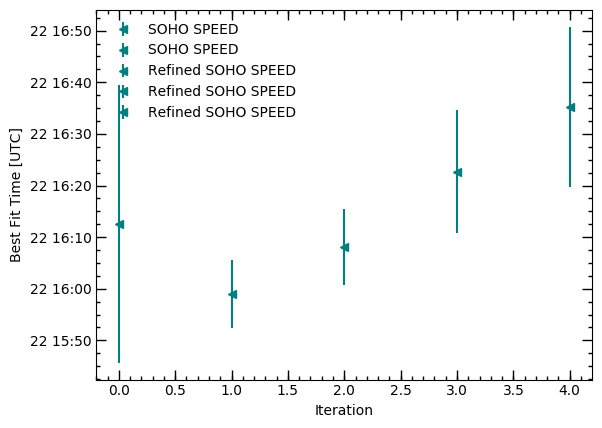 SOHO SPEED
SOHO SPEED
Refined SOHO SPEED
Refined SOHO SPEED
Refined SOHO SPEED
22 16:50
22 16:40
22 16:30
22 16:20
22 16:10
22 16:00
22 15:50
Best Fit Time [UTC]
0.0 0.5 1.0 1.5 2.0 2.5 3.0 3.5 4.0
Iteration